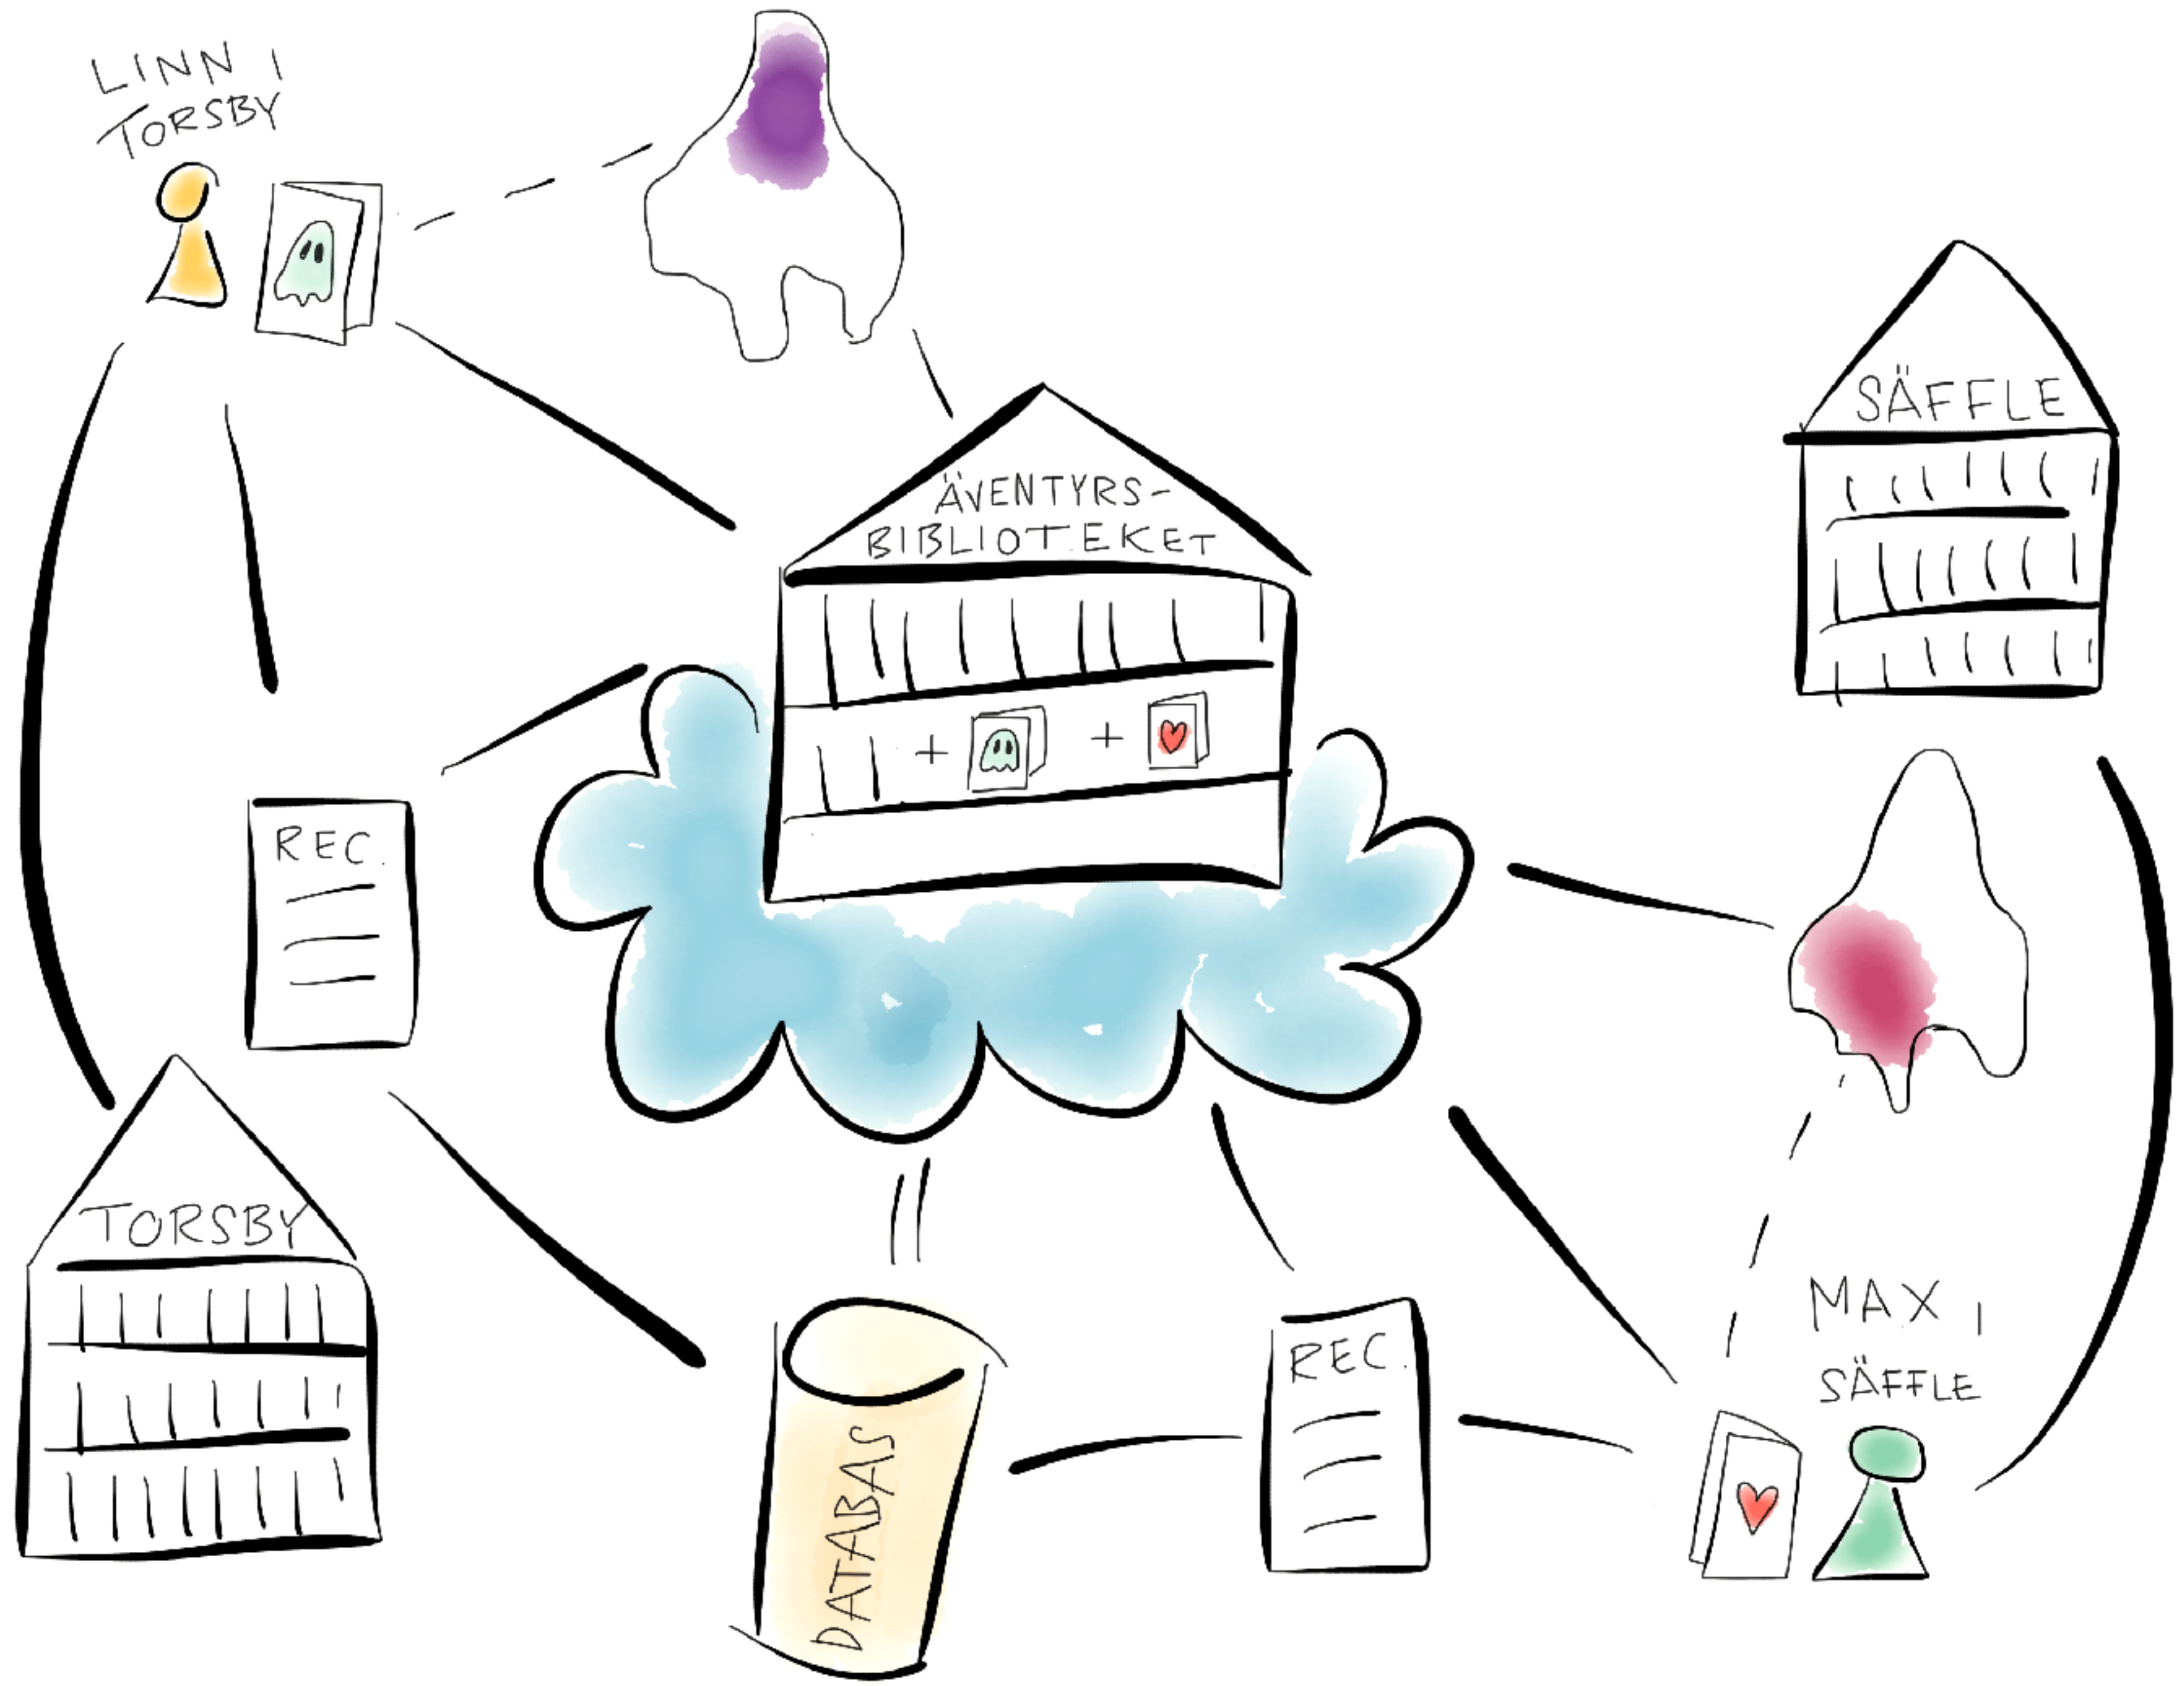 LINN I
TORSBY
SÄFFLE
ÄVENTYRS-
BIBLIOTEKET
REC.
TORSBY
DATABAS
REC.
MAX I
SÄFFLE